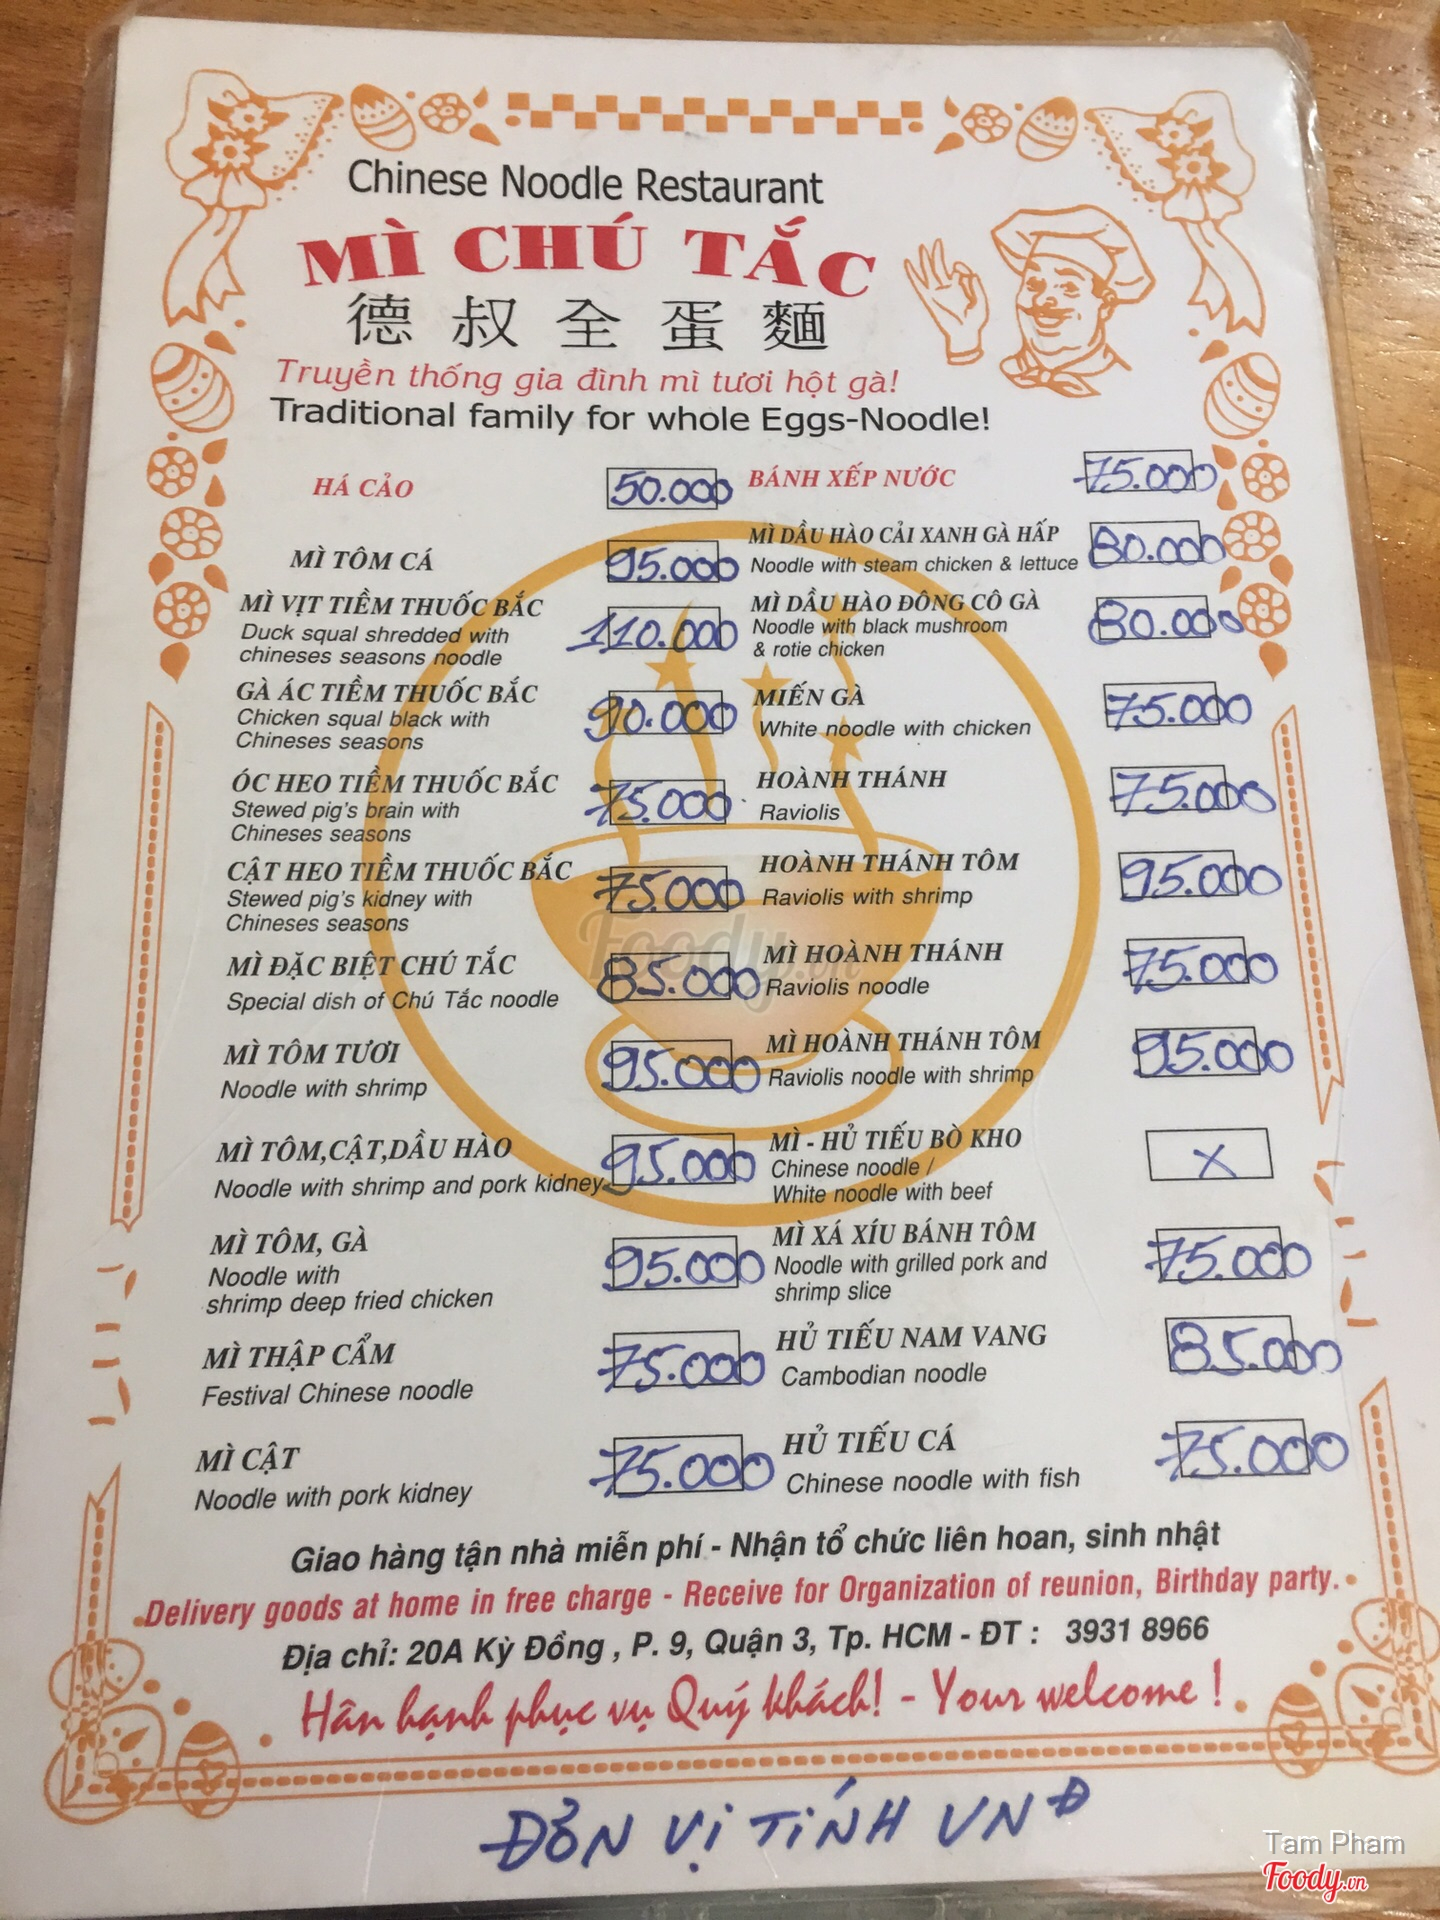 Chinese Noodle Restaurant
MÌ CHÚ TẮC
德 叔 全 蛋 麵
Truyền thống gia đình mì tươi hột gà!
Traditional family for whole Eggs-Noodle!
HÁ CẢO 50.000
MÌ TÔM CÁ 95.000
MÌ VỊT TIỀM THUỐC BẮC
Duck squal shredded with
chineses seasons noodle
110.000
GÀ ÁC TIỀM THUỐC BẮC
Chicken squal black with
Chineses seasons
90.000
ÓC HEO TIỀM THUỐC BẮC
Stewed pig's brain with
Chineses seasons
75.000
CẬT HEO TIỀM THUỐC BẮC
Stewed pig's kidney with
Chineses seasons
75.000
MÌ ĐẶC BIỆT CHÚ TẮC
Special dish of Chú Tắc noodle
85.000
MÌ TÔM TƯƠI
Noodle with shrimp
95.000
MÌ TÔM,CẬT,DẦU HÀO
Noodle with shrimp and pork kidney
95.000
MÌ TÔM, GÀ
Noodle with
shrimp deep fried chicken
95.000
MÌ THẬP CẨM
Festival Chinese noodle
75.000
MÌ CẬT
Noodle with pork kidney
75.000
BÁNH XẾP NƯỚC 75.000
MÌ DẦU HÀO CẢI XANH GÀ HẤP
Noodle with steam chicken & lettuce
80.000
MÌ DẦU HÀO ĐÔNG CÔ GÀ
Noodle with black mushroom
& rotie chicken
80.000
MIẾN GÀ
White noodle with chicken
75.000
HOÀNH THÁNH
Raviolis
75.000
HOÀNH THÁNH TÔM
Raviolis with shrimp
95.000
MÌ HOÀNH THÁNH
Raviolis noodle
75.000
MÌ HOÀNH THÁNH TÔM
Raviolis noodle with shrimp
95.000
MÌ - HỦ TIẾU BÒ KHO
Chinese noodle /
White noodle with beef
X
MÌ XÁ XÍU BÁNH TÔM
Noodle with grilled pork and
shrimp slice
75.000
HỦ TIẾU NAM VANG
Cambodian noodle
85.000
HỦ TIẾU CÁ
Chinese noodle with fish
75.000
Giao hàng tận nhà miễn phí - Nhận tổ chức liên hoan, sinh nhật
Delivery goods at home in free charge - Receive for Organization of reunion, Birthday party.
Địa chỉ: 20A Kỳ Đồng , P. 9, Quận 3, Tp. HCM - ĐT : 3931 8966
Hân hạnh phục vụ Quý khách! - Your welcome !
ĐƠN VỊ TÍNH VNĐ
Foody.vn
Tam Pham
Foody.vn